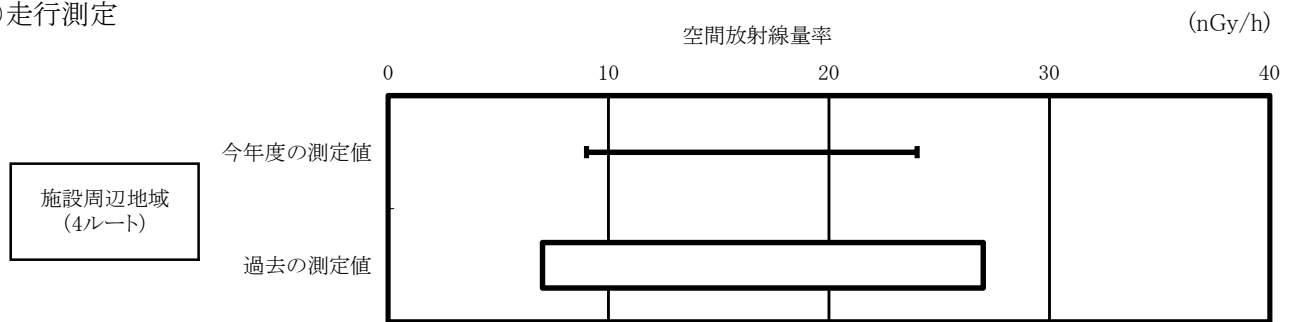 )走行測定
(nGy/h)
空間放射線量率
0 10 20 30 40
今年度の測定値
施設周辺地域
(4ルート)
過去の測定値